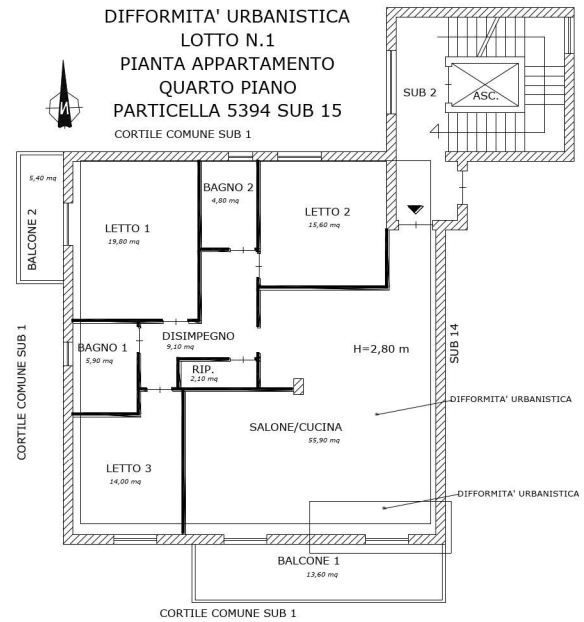 DIFFORMITA' URBANISTICA
LOTTO N.1
PIANTA APPARTAMENTO
QUARTO PIANO
PARTICELLA 5394 SUB 15
CORTILE COMUNE SUB 1
N
SUB 2
ASC.
5,40 mq
BALCONE 2
BAGNO 2
4,80 mq
LETTO 1
19,80 mq
LETTO 2
15,60 mq
CORTILE COMUNE SUB 1
DISIMPEGNO
9,10 mq
BAGNO 1
5,90 mq
RIP.
2,10 mq
H=2,80 m
SUB 14
DIFFORMITA' URBANISTICA
SALONE/CUCINA
55,90 mq
LETTO 3
14,00 mq
DIFFORMITA' URBANISTICA
BALCONE 1
13,60 mq
CORTILE COMUNE SUB 1